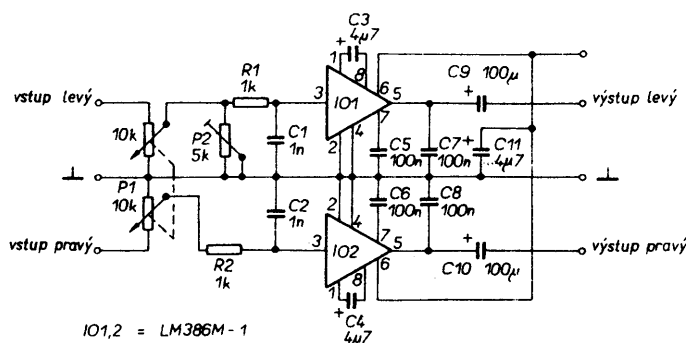 C3
4µ7
+
1
8
R1
1k
C9
100µ
+
vstup levý
3
IO1
6
5
výstup levý
7
10k
P2
5k
C1
1n
4
2
C5
100n
C7
100n
+
C11
4µ7
P1
10k
C2
1n
2
4
C6
100n
C8
100n
vstup pravý
R2
1k
3
IO2
7
5
6
+
výstup pravý
C10
100µ
1
8
+
C4
4µ7
IO1,2 = LM386M-1